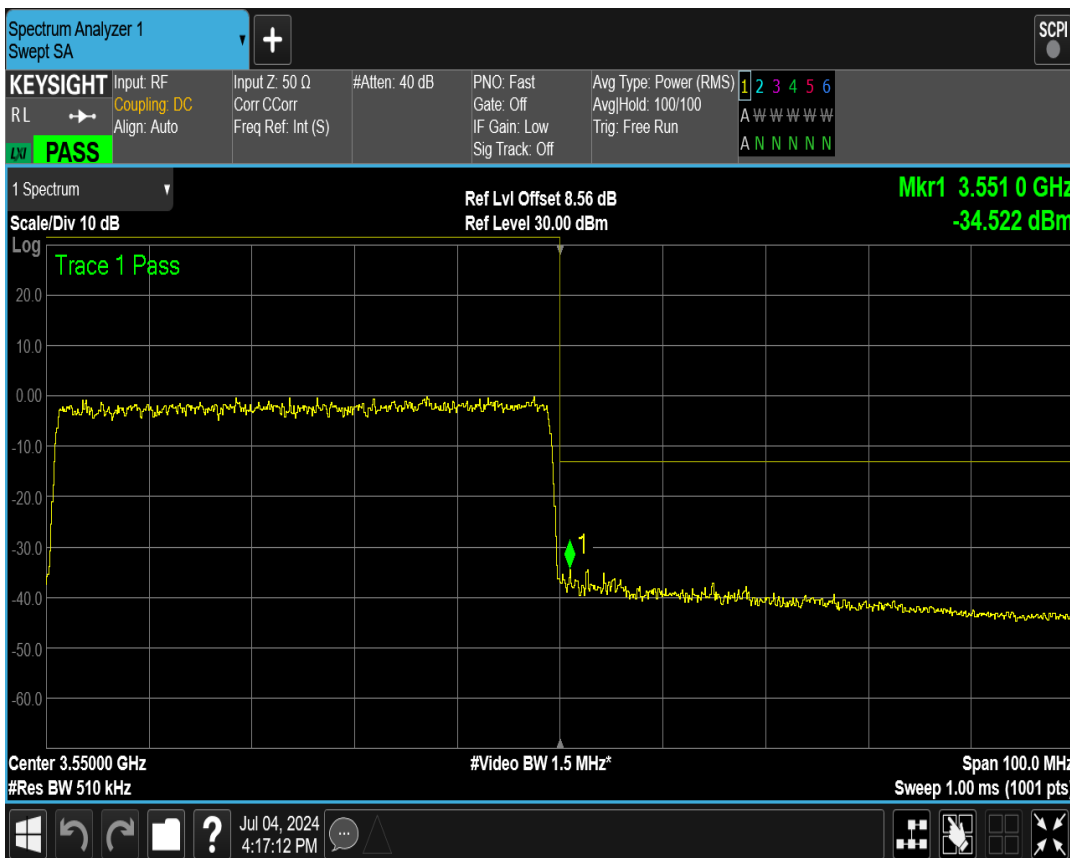 Spectrum Analyzer 1
Swept SA
SCPI
KEYSIGHT
RL
LXI PASS
Input: RF
Coupling: DC
Align: Auto
Input Z: 50 Ω
Corr CCorr
Freq Ref: Int (S)
#Atten: 40 dB
PNO: Fast
Gate: Off
IF Gain: Low
Sig Track: Off
Avg Type: Power (RMS)
Avg|Hold: 100/100
Trig: Free Run
1 2 3 4 5 6
A W W W W W
A N N N N N
1 Spectrum
Scale/Div 10 dB
Ref Lvl Offset 8.56 dB
Ref Level 30.00 dBm
Mkr1 3.551 0 GHz
-34.522 dBm
Log
Trace 1 Pass
20.0
10.0
0.00
-10.0
-20.0
-30.0
-40.0
-50.0
-60.0
1
Center 3.55000 GHz
#Res BW 510 kHz
#Video BW 1.5 MHz*
Span 100.0 MHz
Sweep 1.00 ms (1001 pts)
?
Jul 04, 2024
4:17:12 PM